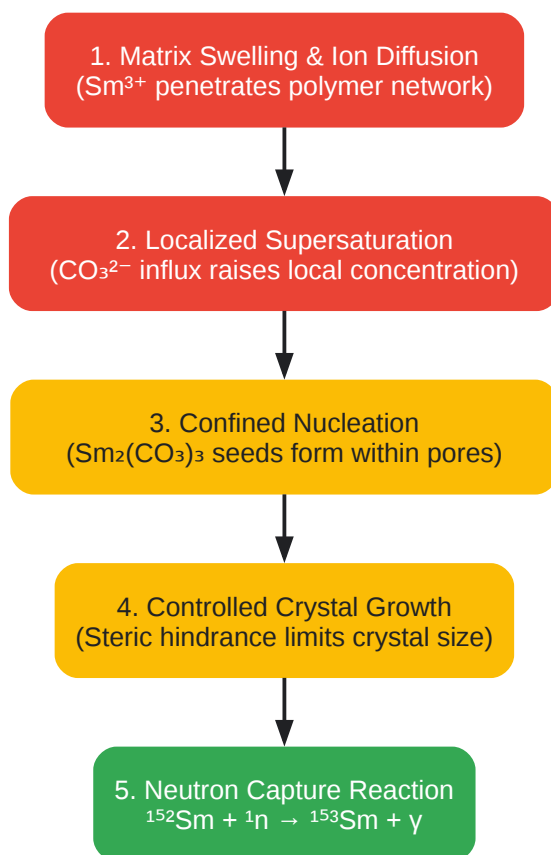 1. Matrix Swelling & Ion Diffusion
(Sm³⁺ penetrates polymer network)
2. Localized Supersaturation
(CO₃²⁻ influx raises local concentration)
3. Confined Nucleation
(Sm₂(CO₃)₃ seeds form within pores)
4. Controlled Crystal Growth
(Steric hindrance limits crystal size)
5. Neutron Capture Reaction
¹⁵²Sm + ¹n → ¹⁵³Sm + γ